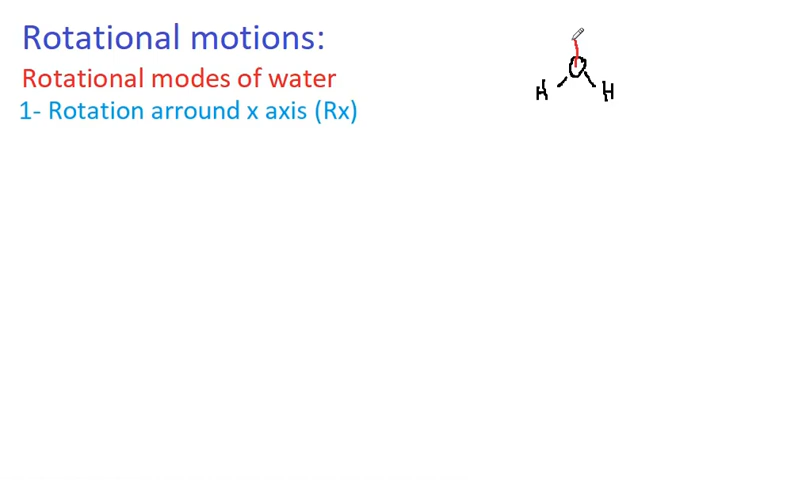 Rotational motions:
Rotational modes of water
1- Rotation arround x axis (Rx)
O
H H